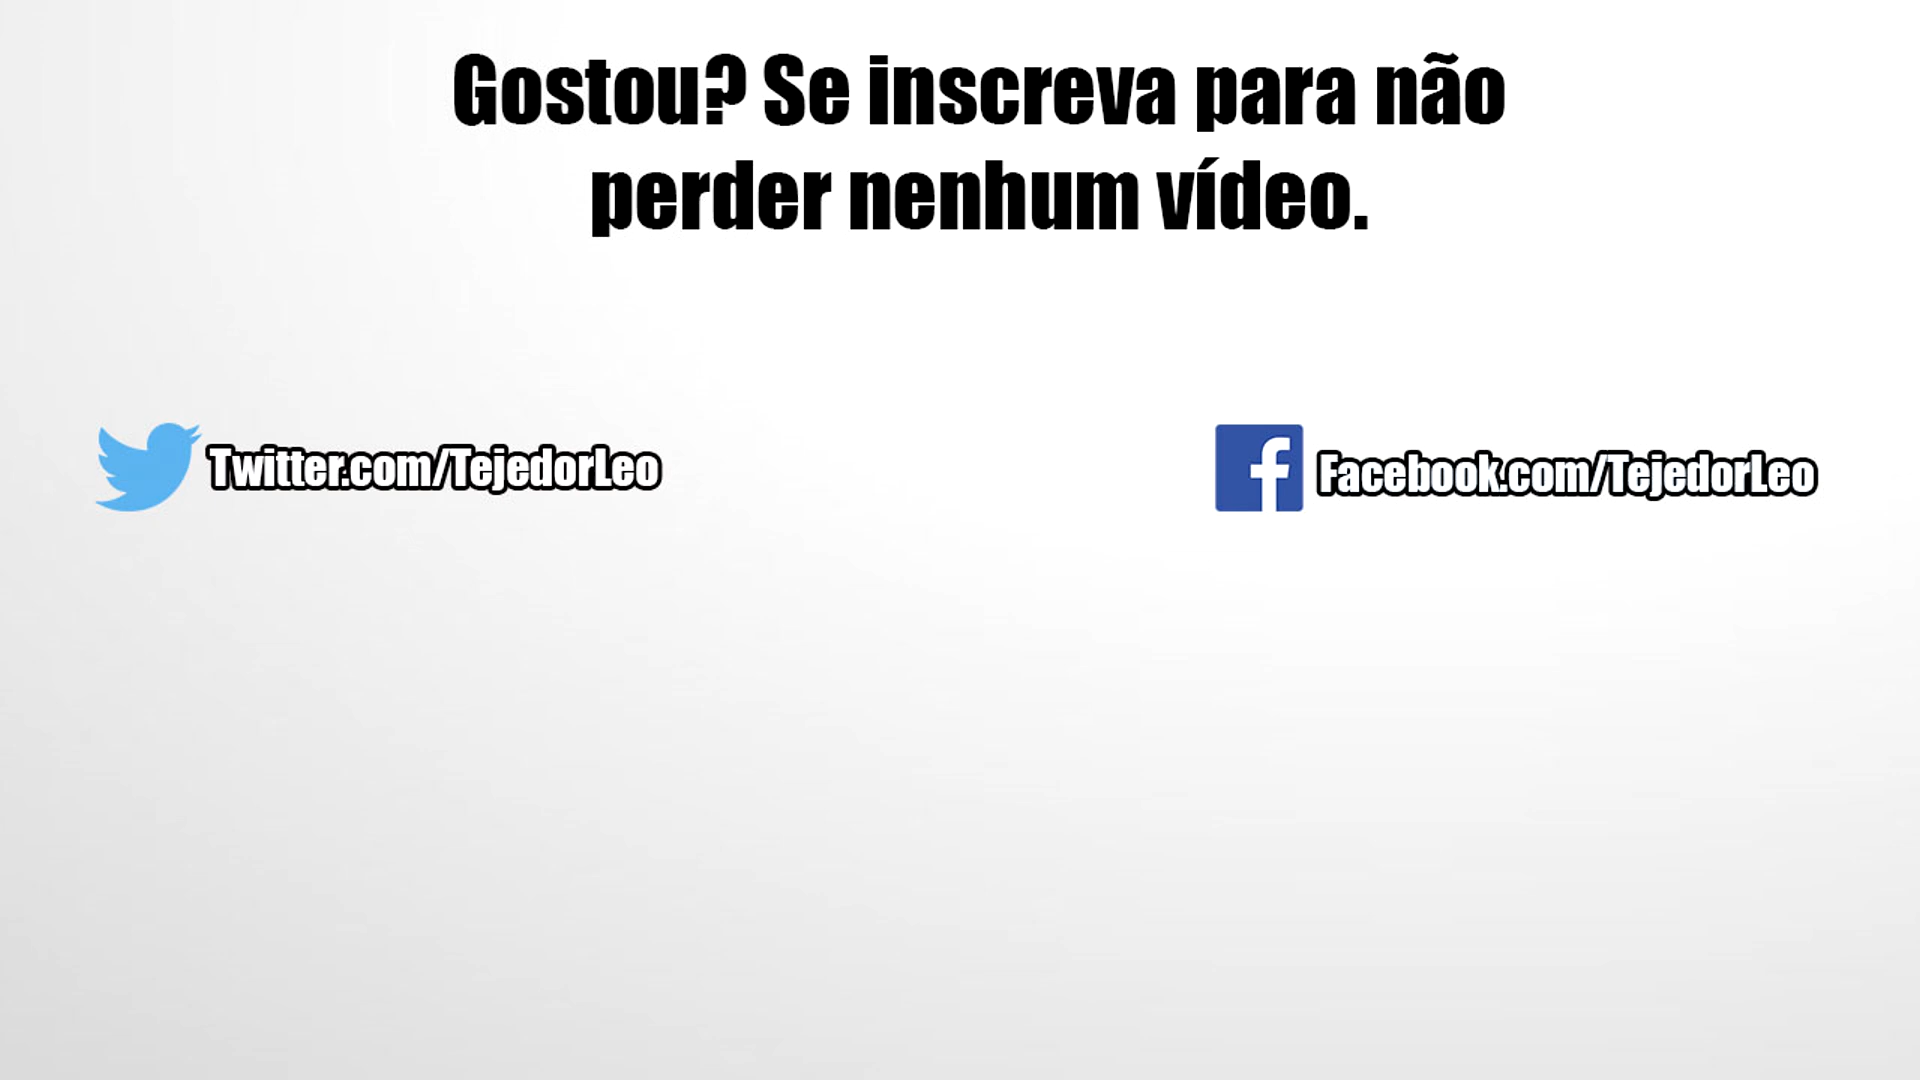 Gostou? Se inscreva para não
perder nenhum vídeo.
Twitter.com/TejedorLeo
Facebook.com/TejedorLeo